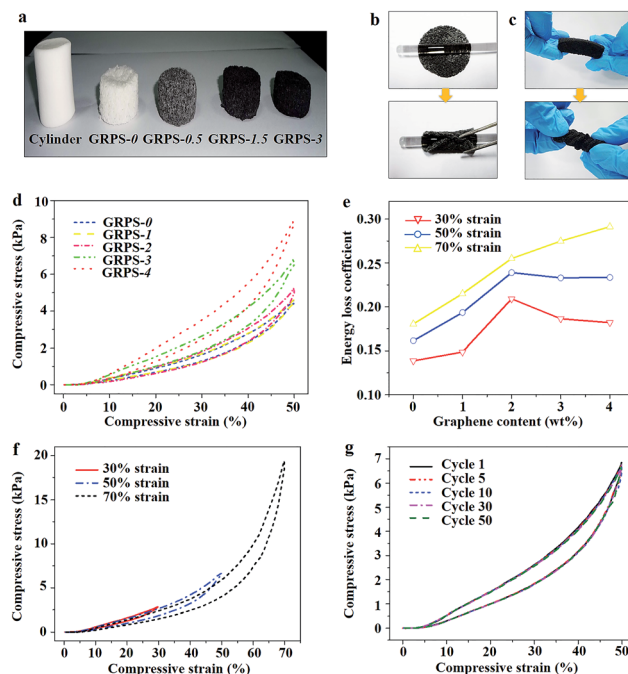 a
Cylinder GRPS-0 GRPS-0.5 GRPS-1.5 GRPS-3
b
c
d
10
8
6
4
2
0
Compressive stress (kPa)
GRPS-0
GRPS-1
GRPS-2
GRPS-3
GRPS-4
0 10 20 30 40 50
Compressive strain (%)
e
0.30
0.25
0.20
0.15
0.10
Energy loss coefficient
30% strain
50% strain
70% strain
0 1 2 3 4
Graphene content (wt%)
f
20
15
10
5
0
Compressive stress (kPa)
30% strain
50% strain
70% strain
0 10 20 30 40 50 60 70
Compressive strain (%)
g
7
6
5
4
3
2
1
0
Compressive stress (kPa)
Cycle 1
Cycle 5
Cycle 10
Cycle 30
Cycle 50
0 10 20 30 40 50
Compressive strain (%)